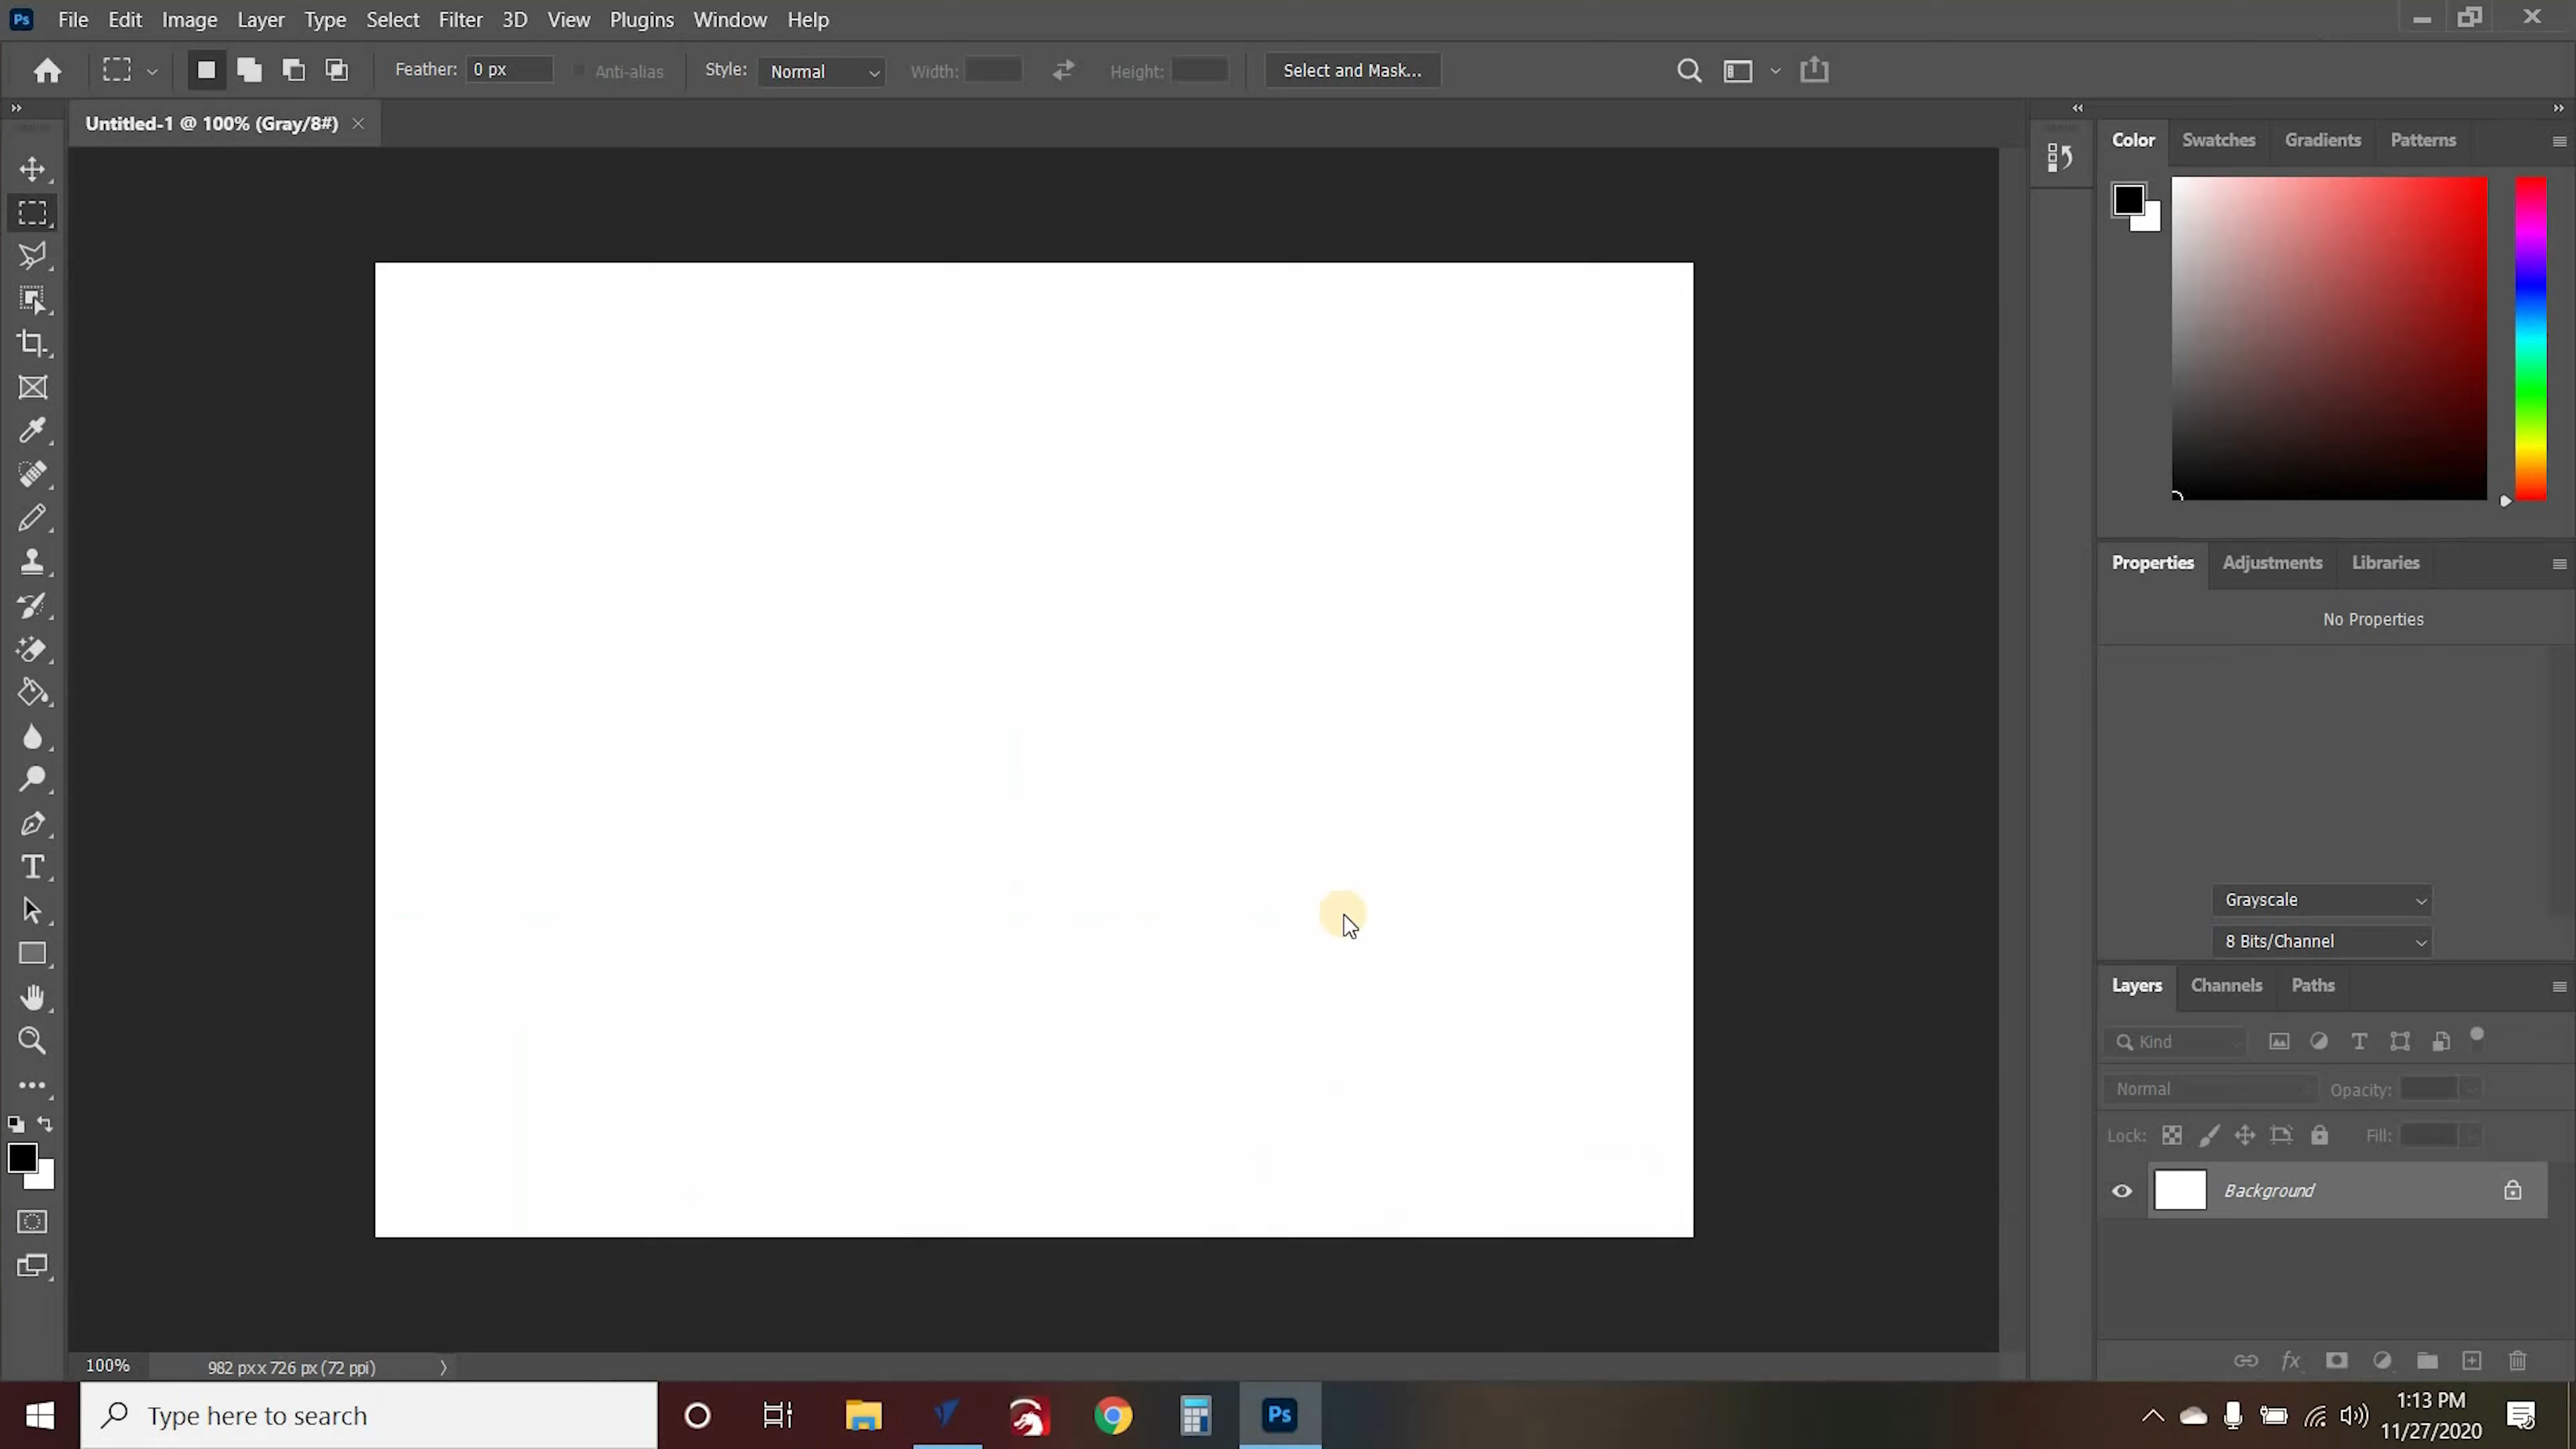 Ps File Edit Image Layer Type Select Filter 3D View Plugins Window Help
Feather: 0 px Anti-alias Style: Normal Width: Height: Select and Mask...
Untitled-1 @ 100% (Gray/8#)
Color Swatches Gradients Patterns
Properties Adjustments Libraries
No Properties
Grayscale
8 Bits/Channel
Layers Channels Paths
Kind
Normal Opacity:
Lock: Fill:
Background
100% 982 px x 726 px (72 ppi)
Type here to search
Ps
1:13 PM
11/27/2020